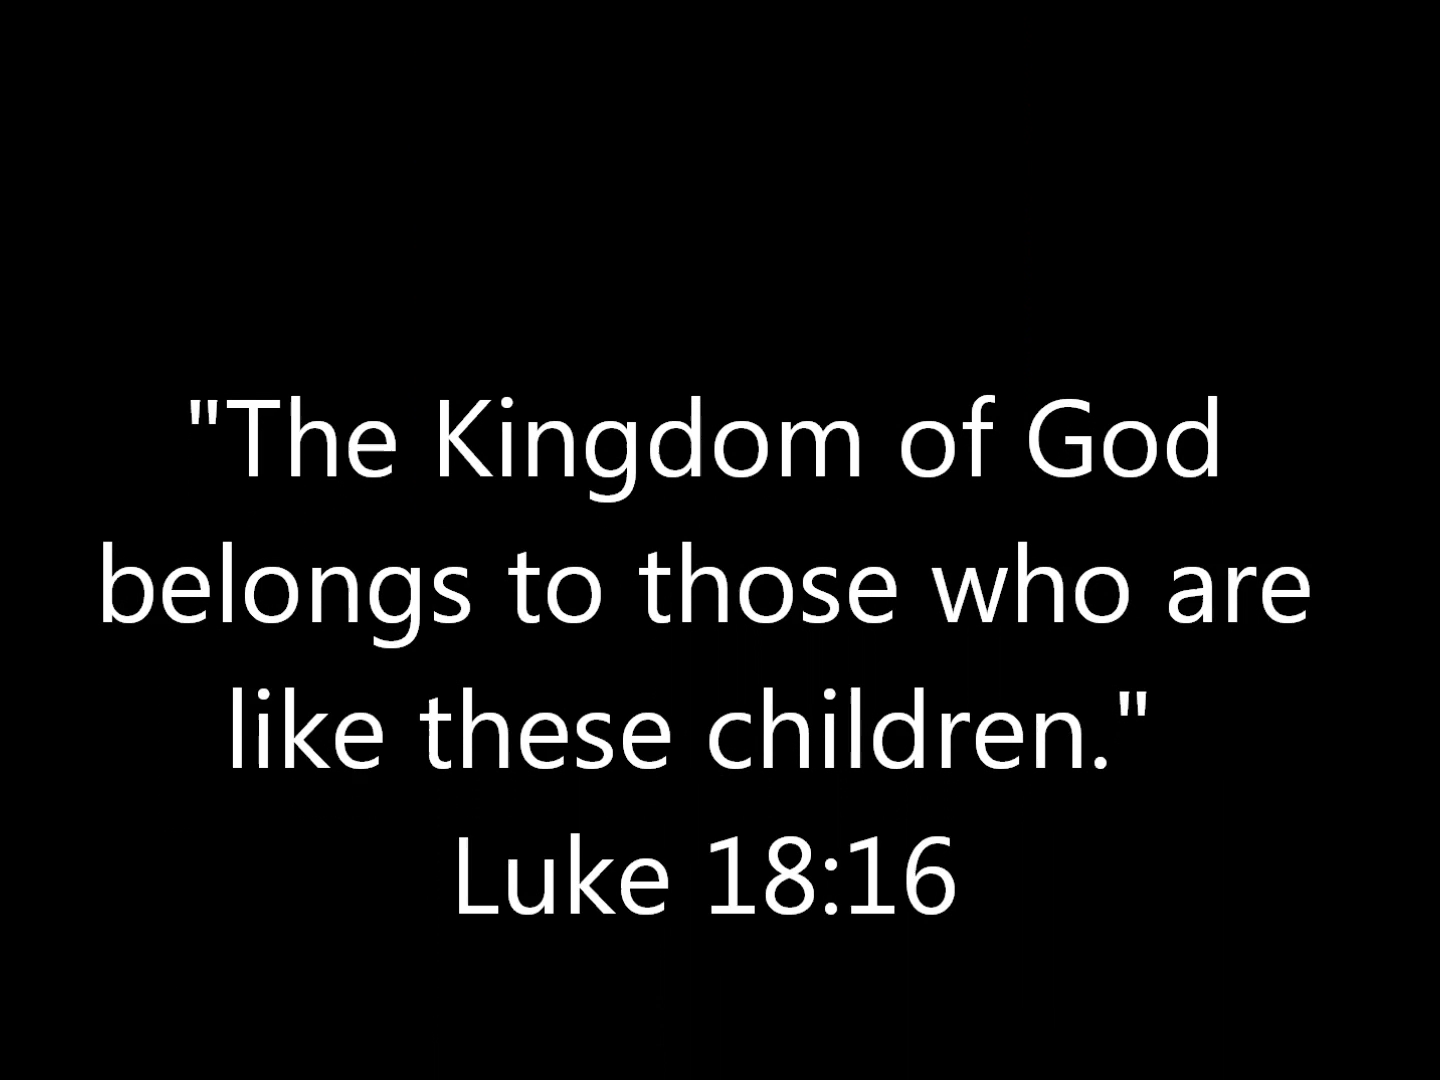 "The Kingdom of God
belongs to those who are
like these children."
Luke 18:16